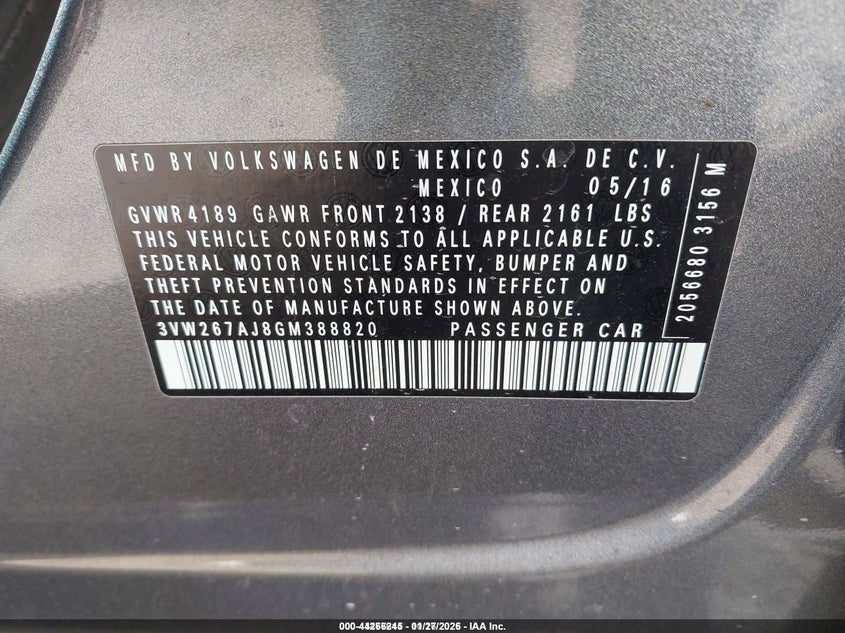 MFD BY VOLKSWAGEN DE MEXICO S.A. DE C.V.
MEXICO 05/16
GVWR 4189 GAWR FRONT 2138 / REAR 2161 LBS
THIS VEHICLE CONFORMS TO ALL APPLICABLE U.S.
FEDERAL MOTOR VEHICLE SAFETY, BUMPER AND
THEFT PREVENTION STANDARDS IN EFFECT ON
THE DATE OF MANUFACTURE SHOWN ABOVE.
3VW267AJ8GM388820 PASSENGER CAR
2056680 3156 M
- IAA Inc.